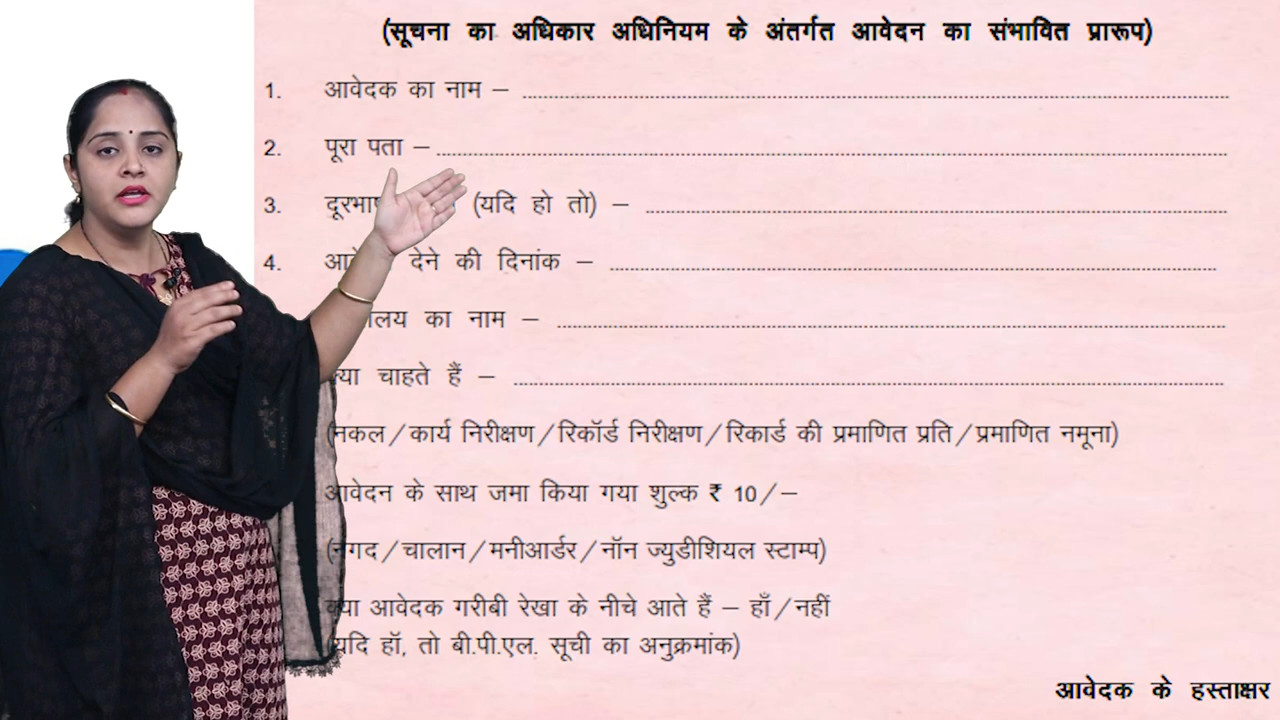 (सूचना का अधिकार अधिनियम के अंतर्गत आवेदन का संभावित प्रारूप)
1. आवेदक का नाम – ........
2. पूरा पता – ........
3. (यदि हो तो) – ........
4. देने की दिनांक – ........
का नाम – ........
चाहते हैं – ........
(नकल/कार्य निरीक्षण/रिकॉर्ड निरीक्षण/रिकार्ड की प्रमाणित प्रति/प्रमाणित नमूना)
आवेदन के साथ जमा किया गया शुल्क ₹ 10/–
(नगद/चालान/मनीआर्डर/नॉन ज्युडीशियल स्टाम्प)
क्या आवेदक गरीबी रेखा के नीचे आते हैं – हाँ/नहीं
(यदि हॉ, तो बी.पी.एल. सूची का अनुक्रमांक)
आवेदक के हस्ताक्षर